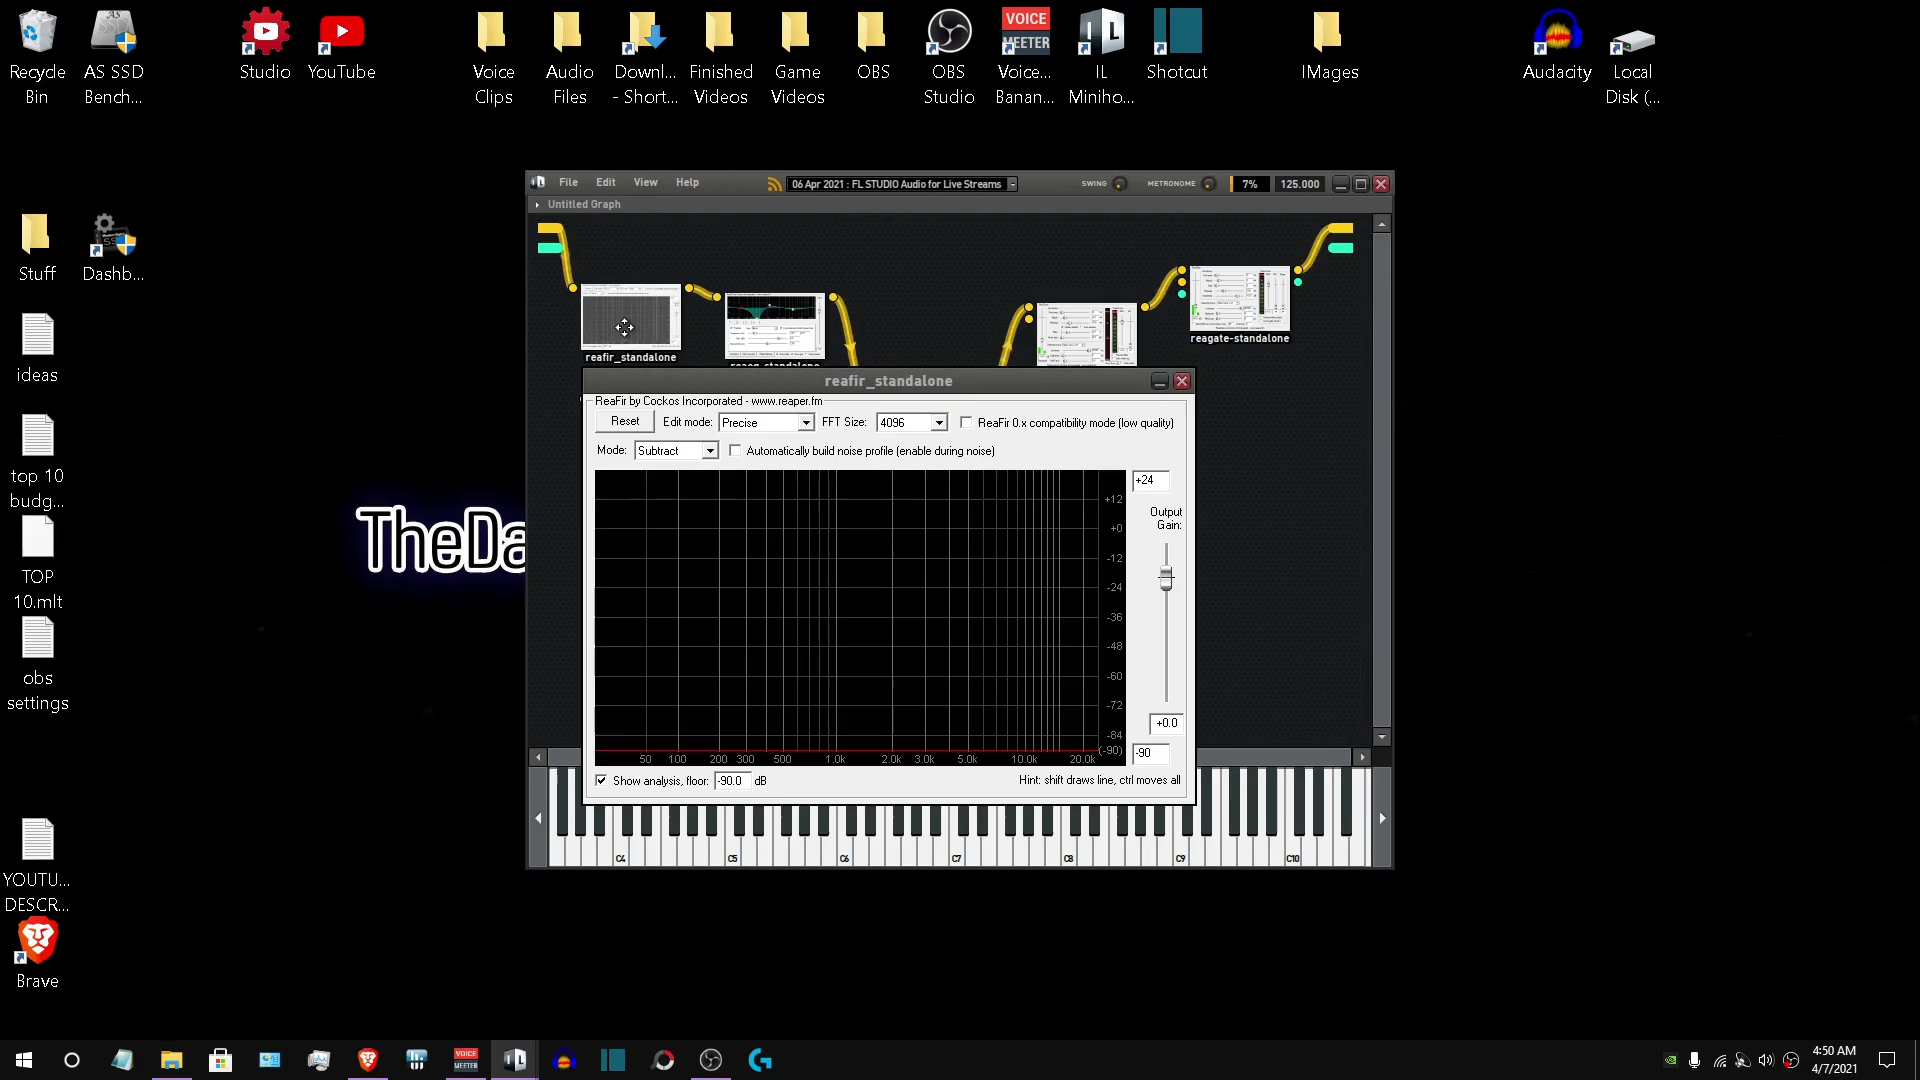 Recycle
Bin
AS SSD
Bench...
Studio
YouTube
Voice
Clips
Audio
Files
Downl...
- Short...
Finished
Videos
Game
Videos
OBS
OBS
Studio
VOICE
MEETER
Voice...
Banan...
IL
Miniho...
Shotcut
IMages
Audacity
Local
Disk (...
Stuff
Dashb...
ideas
top 10
budg...
TOP
10.mlt
obs
settings
YOUTU...
DESCR...
Brave
TheDa
File Edit View Help
06 Apr 2021 : FL STUDIO Audio for Live Streams
SWING
METRONOME
7%
125.000
Untitled Graph
reafir_standalone
reagate-standalone
reafir_standalone
ReaFir by Cockos Incorporated - www.reaper.fm
Reset Edit mode: Precise FFT Size: 4096 ReaFir 0.x compatibility mode (low quality)
Mode: Subtract Automatically build noise profile (enable during noise)
+24
Output
Gain:
+12
+0
-12
-24
-36
-48
-60
-72
-84
(-90)
+0.0
-90
50 100 200 300 500 1.0k 2.0k 3.0k 5.0k 10.0k 20.0k
Show analysis, floor: -90.0 dB
Hint: shift draws line, ctrl moves all
C4 C5 C6 C7 C8 C9 C10
VOICE
MEETER
4:50 AM
4/7/2021